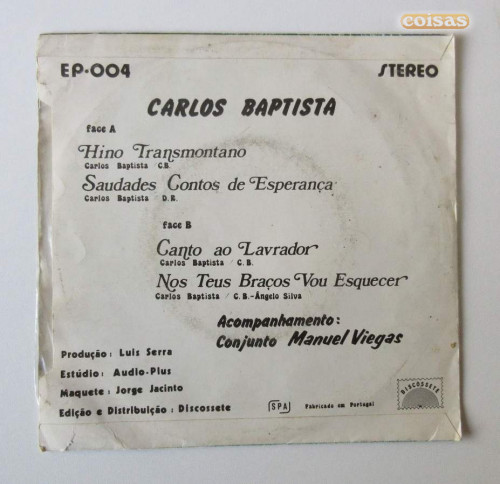 coisas
EP-004 STEREO
CARLOS BAPTISTA
face A
Hino Transmontano
Carlos Baptista / C.B.
Saudades Contos de Esperança
Carlos Baptista / D.R.
face B
Canto ao Lavrador
Carlos Baptista / C. B.
Nos Teus Braços Vou Esquecer
Carlos Baptista / C. B.-Ângelo Silva
Acompanhamento:
Conjunto Manuel Viegas
Produção: Luis Serra
Estúdio: Audio-Plus
Maquete: Jorge Jacinto
Edição e Distribuição: Discossete
SPA Fabricado em Portugal
DISCOSSETE